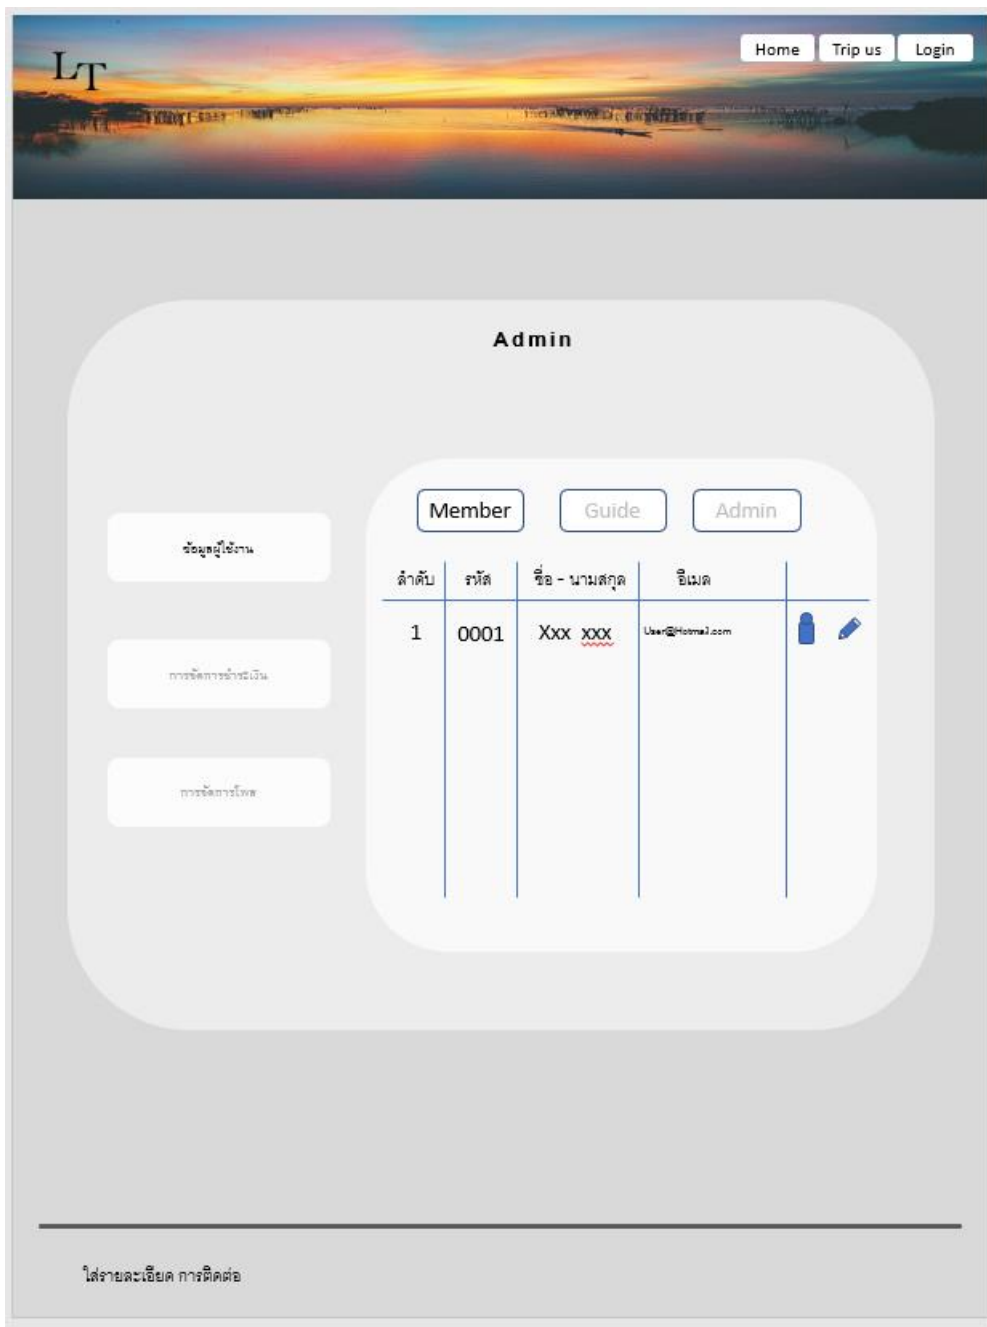 LT
Home Trip us Login
Admin
Member Guide Admin
ข้อมูลผู้ใช้งาน
ลำดับ รหัส ชื่อ - นามสกุล อีเมล
1 0001 Xxx xxx User@Hotmail.com
การจัดการชำระเงิน
การจัดการโพส
ใส่รายละเอียด การติดต่อ